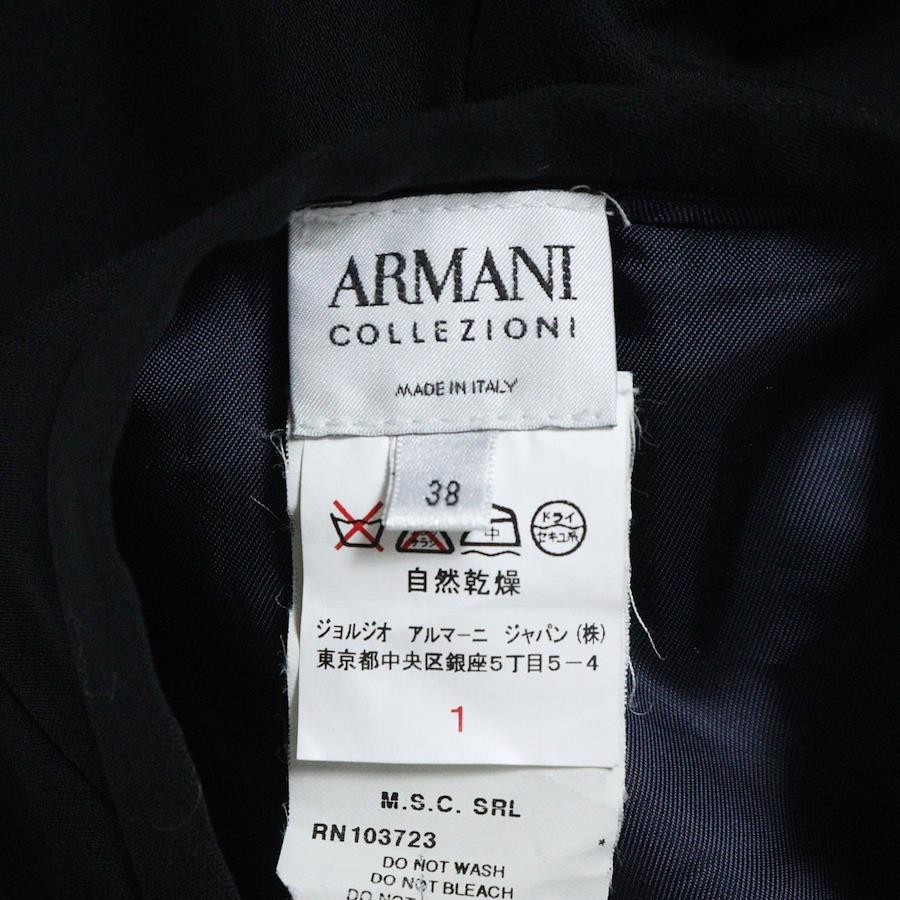 ARMANI
COLLEZIONI
MADE IN ITALY
38
中
ドライ
セキユ系
自然乾燥
ジョルジオ アルマーニ ジャパン(株)
東京都中央区銀座5丁目5-4
1
M.S.C. SRL
RN103723 *
DO NOT WASH
DO NOT BLEACH
DO NOT